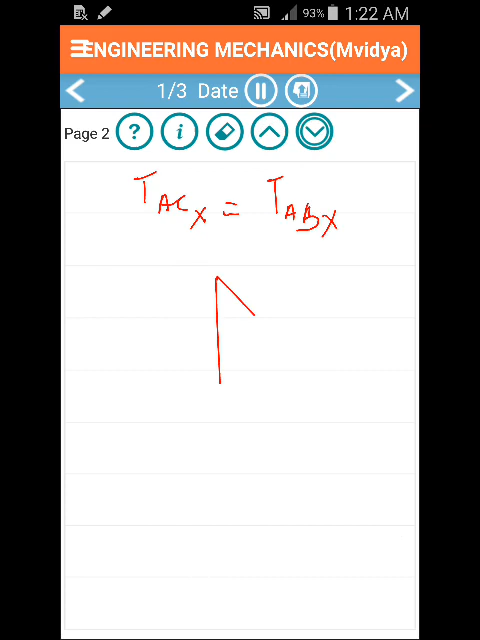 93% 1:22 AM
ENGINEERING MECHANICS(Mvidya)
1/3 Date
Page 2 ? i
TACX = TABX